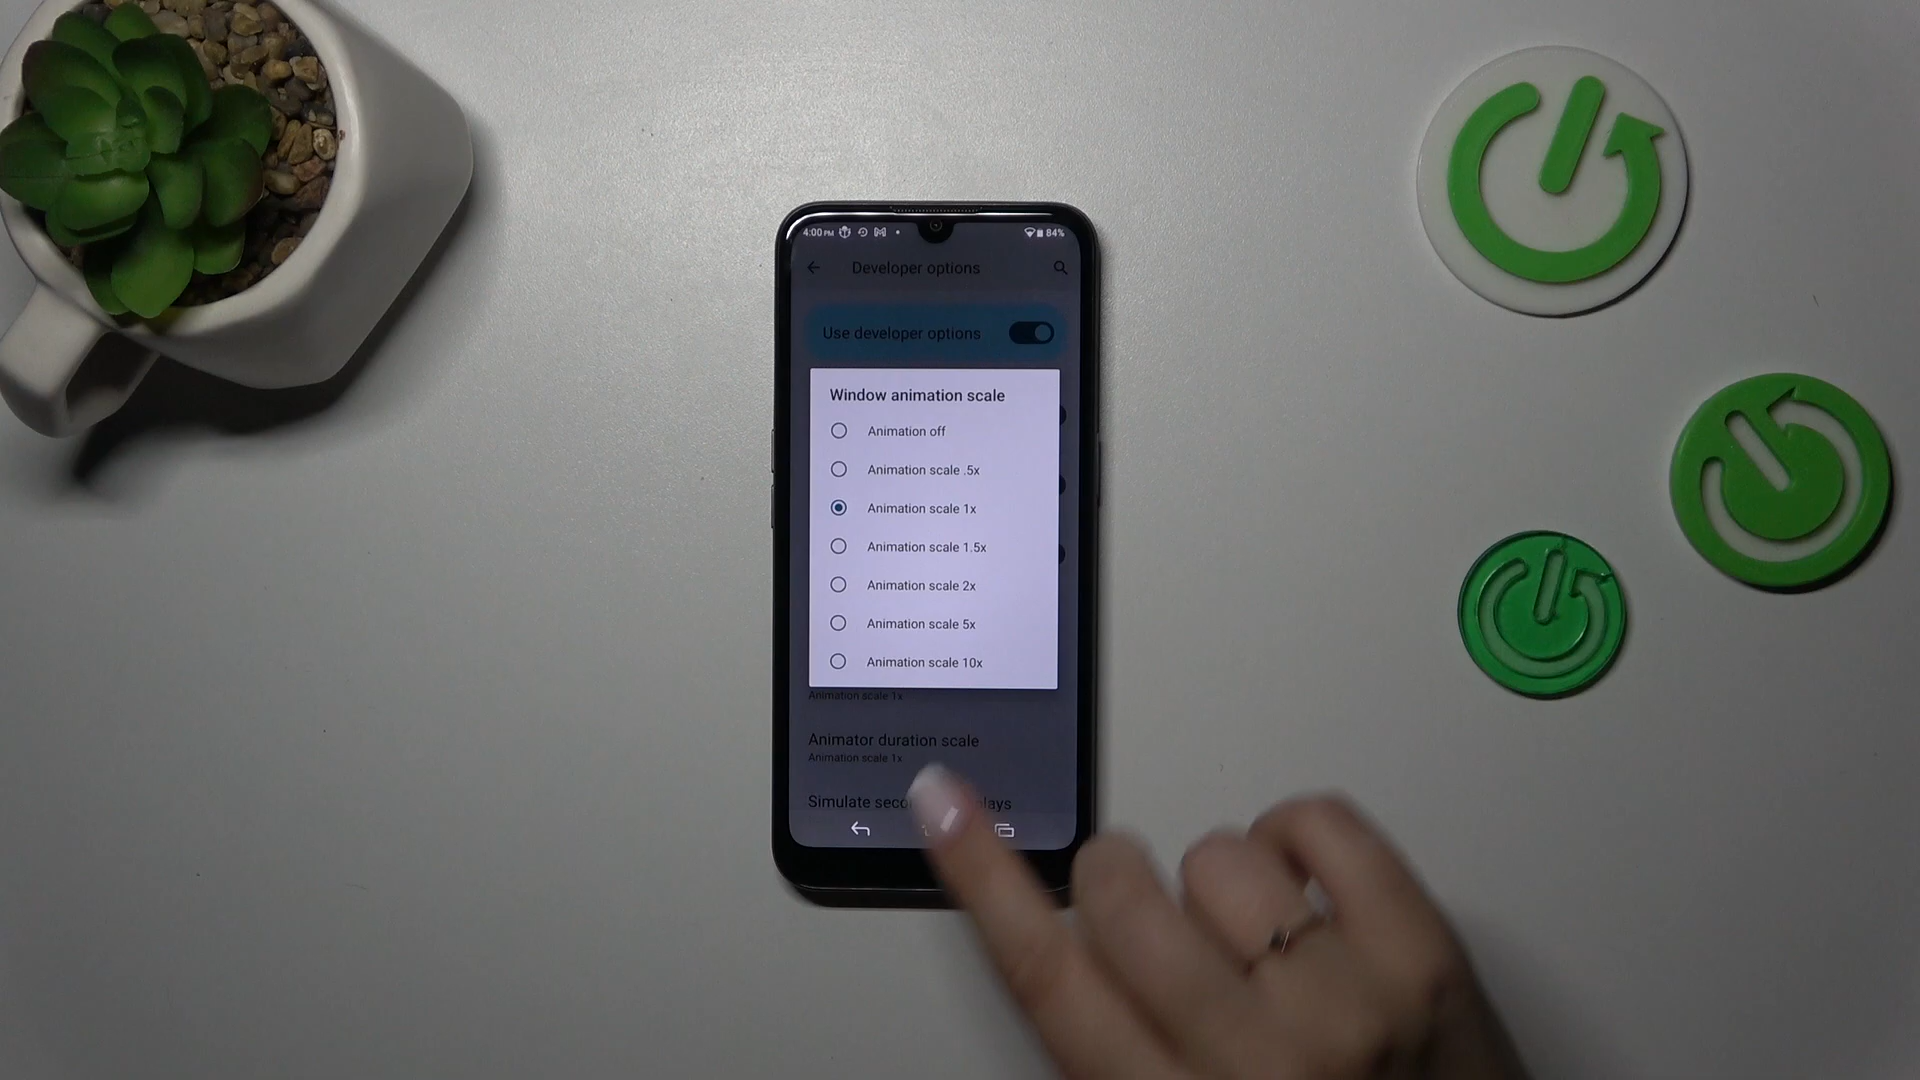 4:00 PM 84%
Developer options
Use developer options
Window animation scale
Animation off
Animation scale .5x
Animation scale 1x
Animation scale 1.5x
Animation scale 2x
Animation scale 5x
Animation scale 10x
Animation scale 1x
Animator duration scale
Animation scale 1x
Simulate